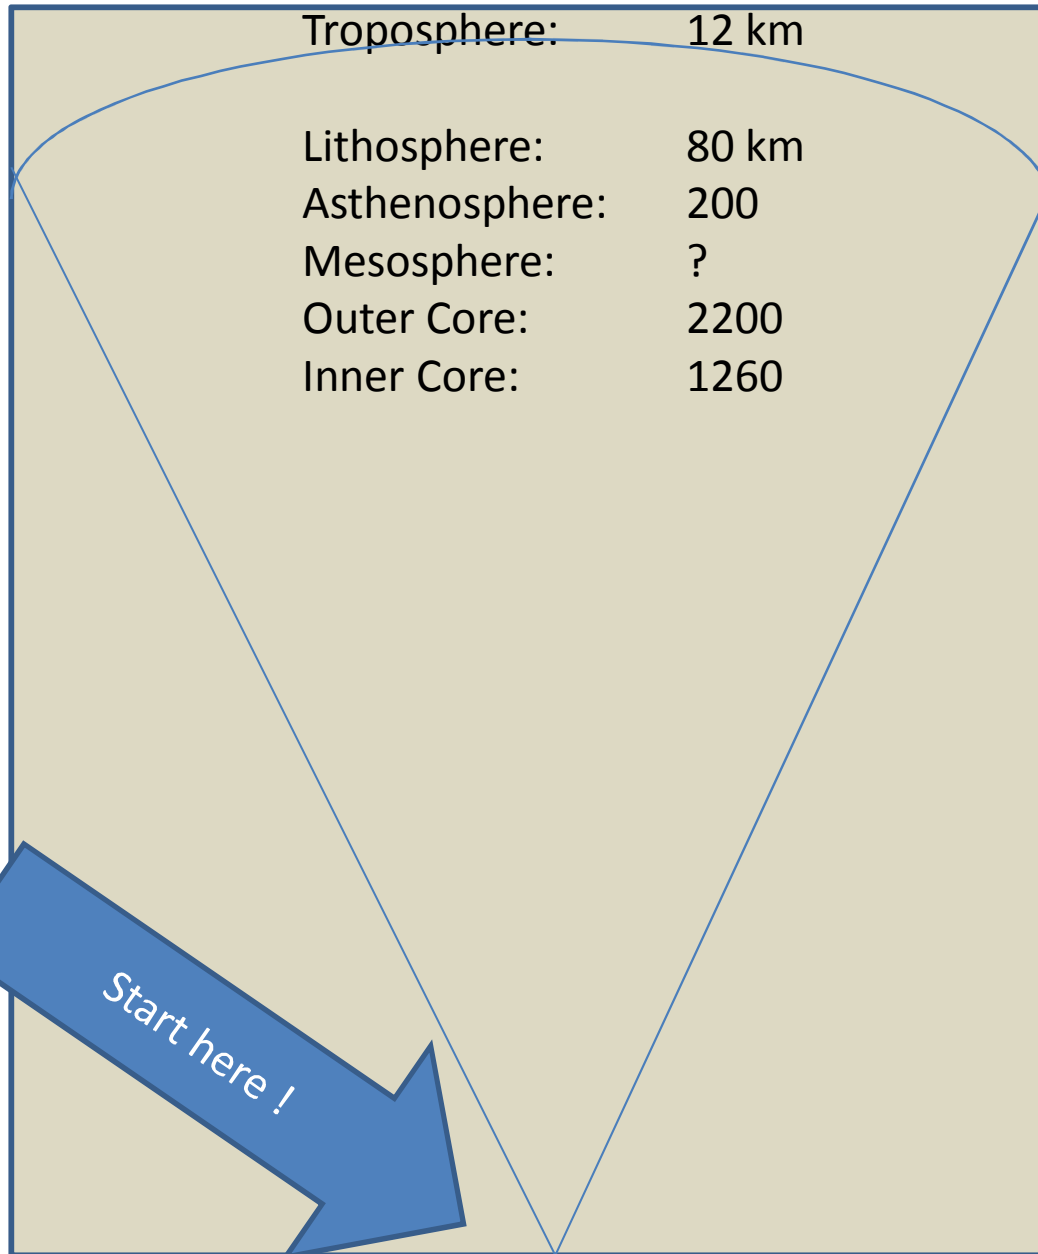 Troposphere: 12 km
Lithosphere: 80 km
Asthenosphere: 200
Mesosphere: ?
Outer Core: 2200
Inner Core: 1260
Start here !